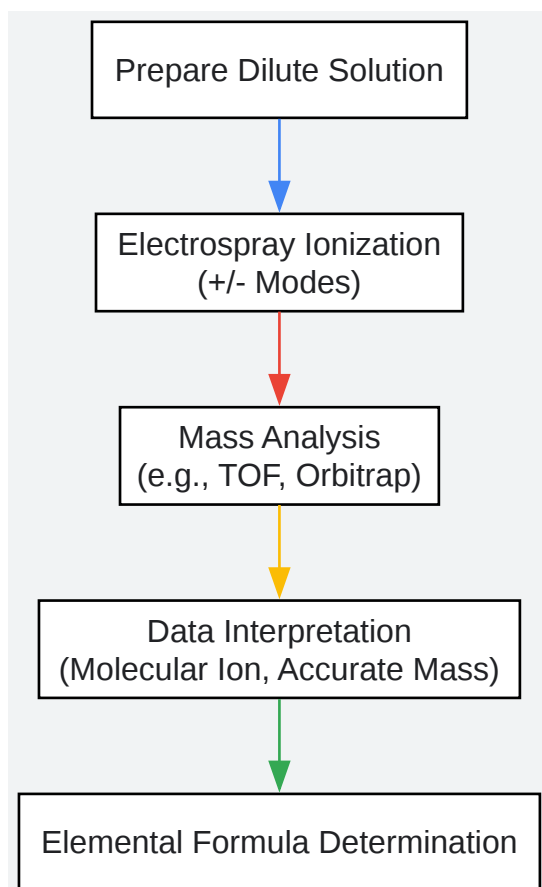 Prepare Dilute Solution
Electrospray Ionization
(+/- Modes)
Mass Analysis
(e.g., TOF, Orbitrap)
Data Interpretation
(Molecular Ion, Accurate Mass)
Elemental Formula Determination